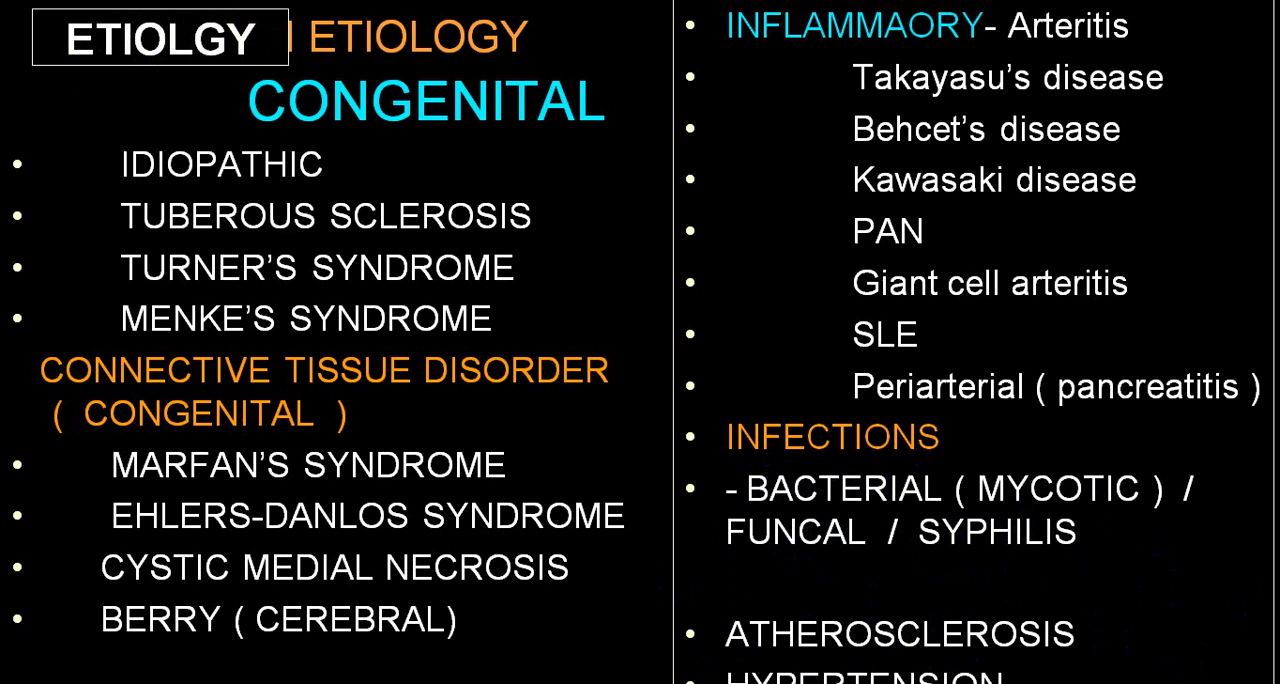 ETIOLGY
ETIOLOGY
CONGENITAL
• IDIOPATHIC
• TUBEROUS SCLEROSIS
• TURNER’S SYNDROME
• MENKE’S SYNDROME
CONNECTIVE TISSUE DISORDER
( CONGENITAL )
• MARFAN’S SYNDROME
• EHLERS-DANLOS SYNDROME
• CYSTIC MEDIAL NECROSIS
• BERRY ( CEREBRAL)
• INFLAMMAORY- Arteritis
• Takayasu’s disease
• Behcet’s disease
• Kawasaki disease
• PAN
• Giant cell arteritis
• SLE
• Periarterial ( pancreatitis )
• INFECTIONS
• - BACTERIAL ( MYCOTIC ) /
FUNCAL / SYPHILIS
• ATHEROSCLEROSIS
HYPERTENSION